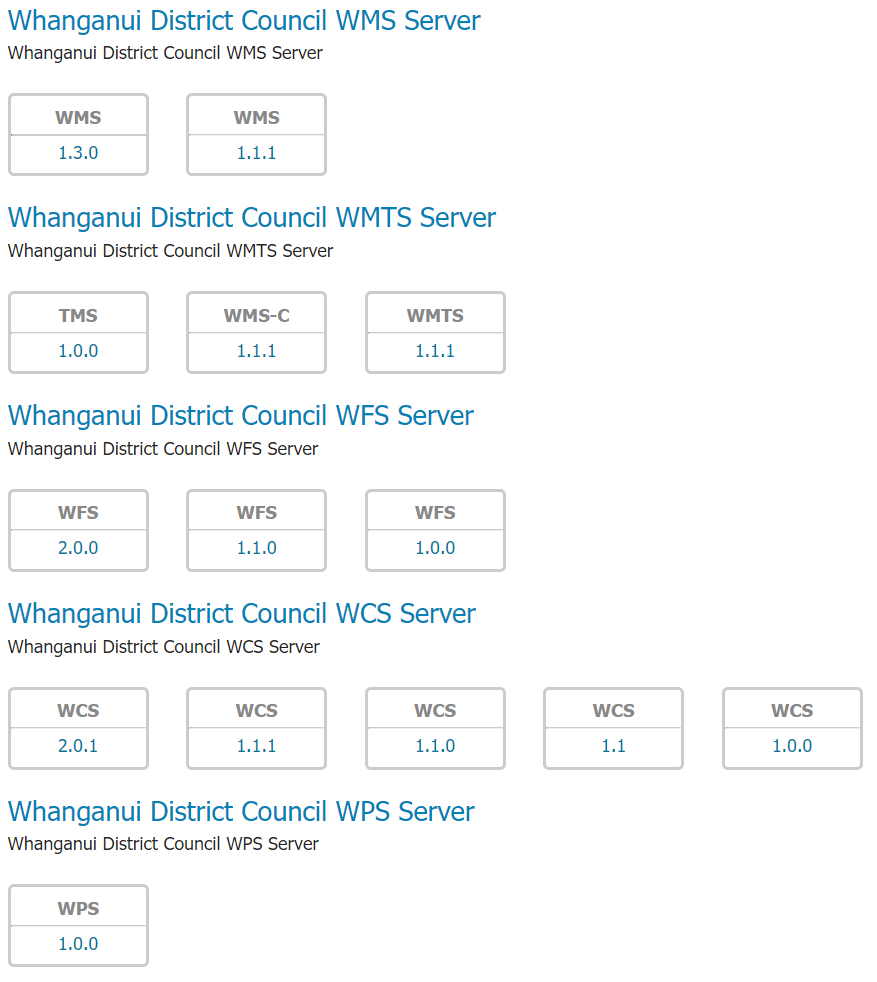 Whanganui District Council WMS Server
Whanganui District Council WMS Server
WMS WMS
1.3.0 1.1.1
Whanganui District Council WMTS Server
Whanganui District Council WMTS Server
TMS WMS-C WMTS
1.0.0 1.1.1 1.1.1
Whanganui District Council WFS Server
Whanganui District Council WFS Server
WFS WFS WFS
2.0.0 1.1.0 1.0.0
Whanganui District Council WCS Server
Whanganui District Council WCS Server
WCS WCS WCS WCS WCS
2.0.1 1.1.1 1.1.0 1.1 1.0.0
Whanganui District Council WPS Server
Whanganui District Council WPS Server
WPS
1.0.0